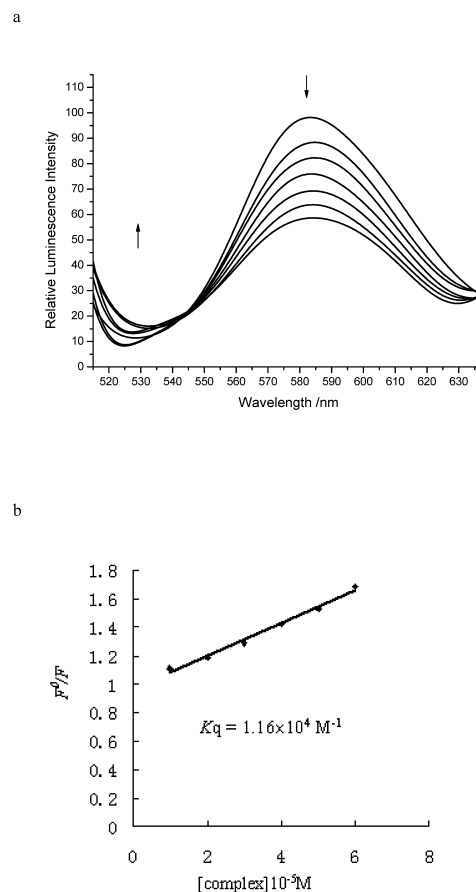 a
110
100
90
80
70
60
50
40
30
20
10
0
Relative Luminescence Intensity
520 530 540 550 560 570 580 590 600 610 620 630
Wavelength /nm
b
1.8
1.6
1.4
1.2
1
0.8
0.6
0.4
0.2
0
F⁰/F
Kq = 1.16×10⁴ M⁻¹
0 2 4 6 8
[complex]10⁻⁵M